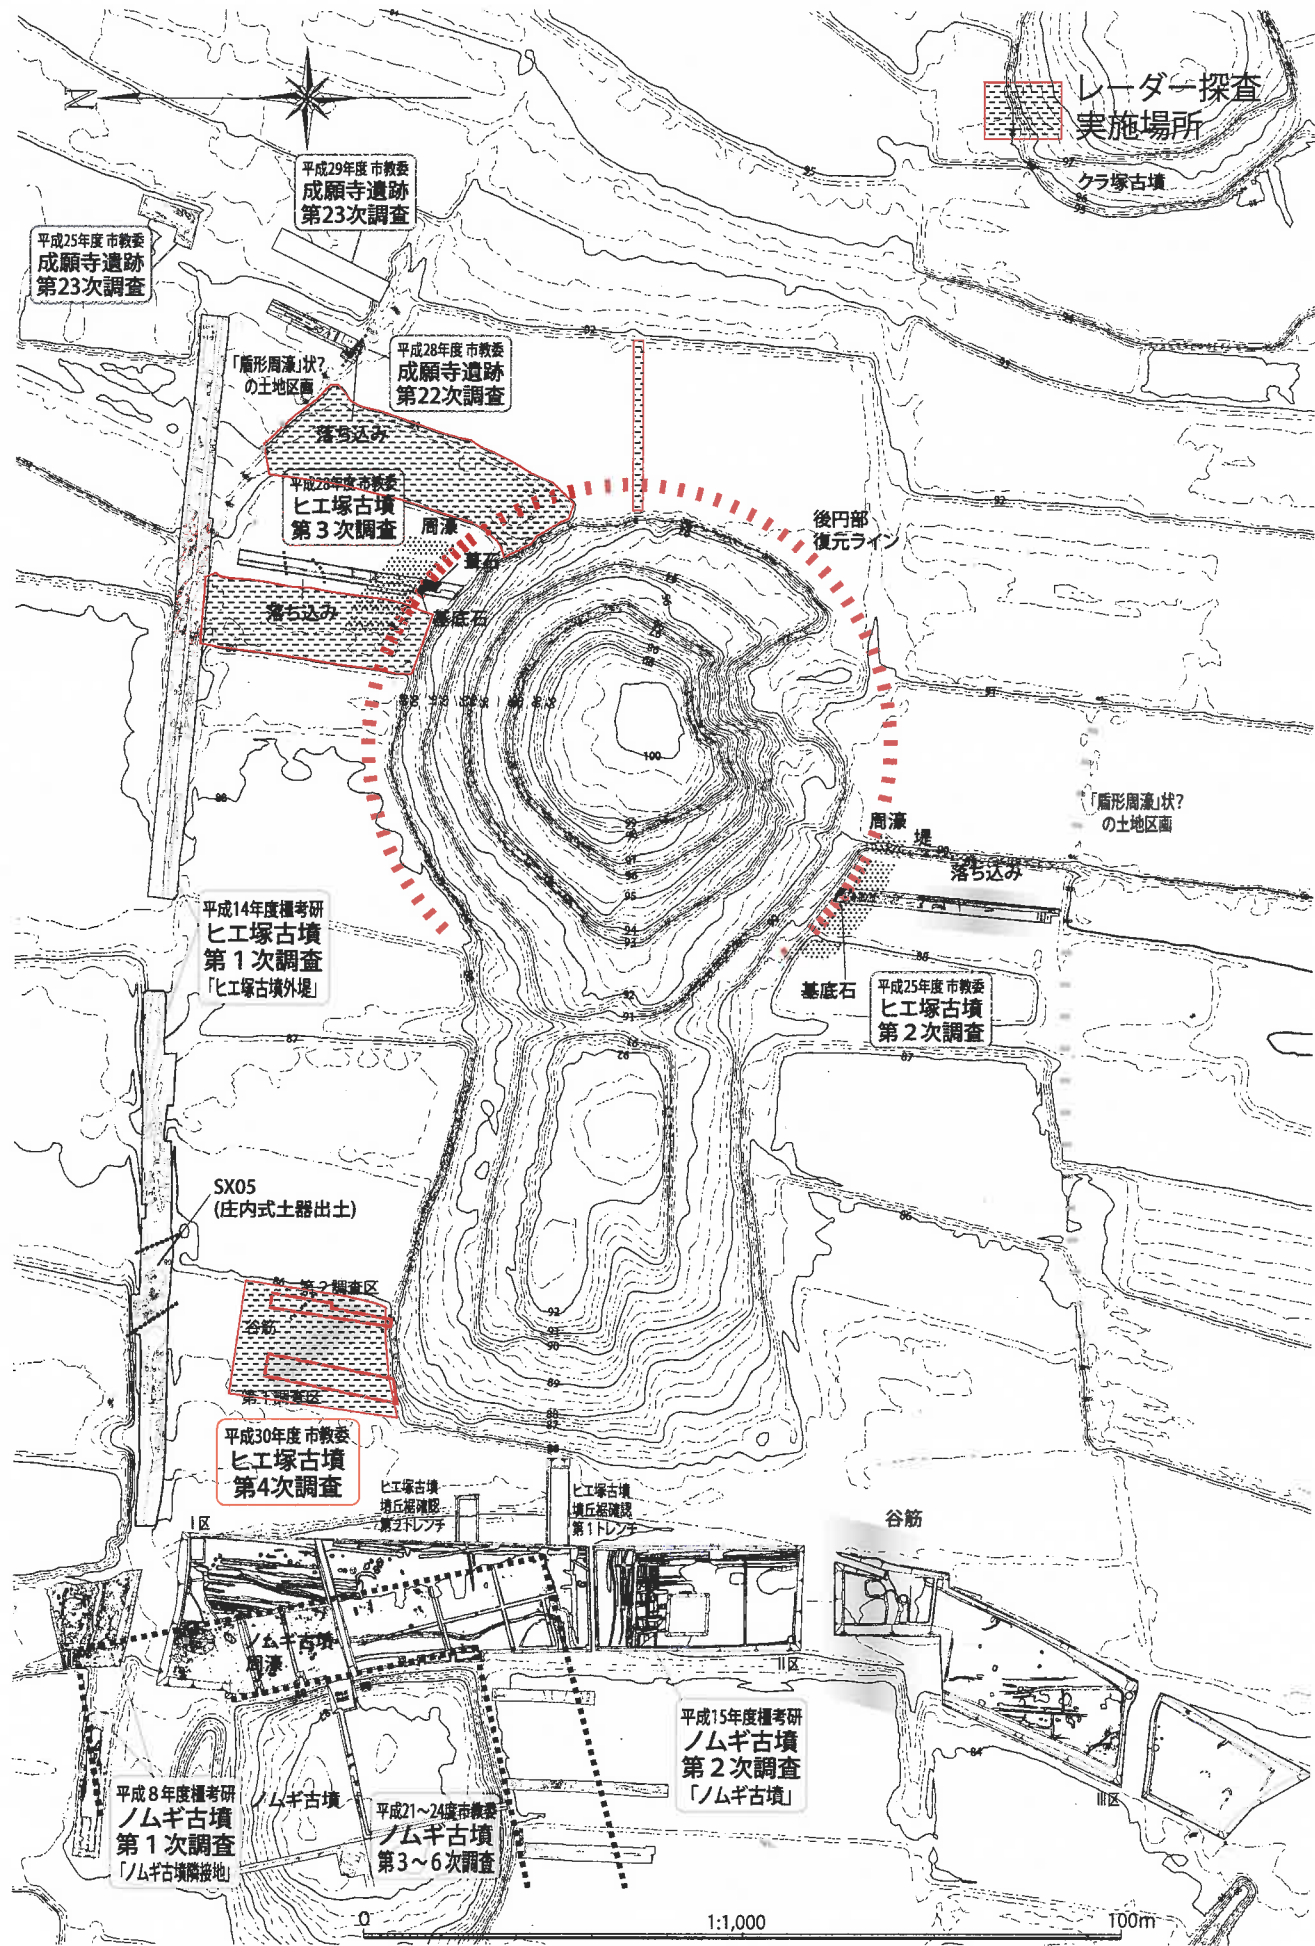 N
レーダー探査
実施場所
クラ塚古墳
平成29年度 市教委
成願寺遺跡
第23次調査
平成25年度 市教委
成願寺遺跡
第23次調査
「盾形周濠」状?
の土地区画
平成28年度 市教委
成願寺遺跡
第22次調査
落ち込み
平成28年度 市教委
ヒエ塚古墳
第3次調査
周濠
葺石
後円部
復元ライン
落ち込み
基底石
100
「盾形周濠」状?
の土地区画
周濠
堤
落ち込み
平成14年度橿考研
ヒエ塚古墳
第1次調査
「ヒエ塚古墳外堤」
基底石
平成25年度 市教委
ヒエ塚古墳
第2次調査
SX05
(庄内式土器出土)
第2調査区
谷筋
第1調査区
平成30年度 市教委
ヒエ塚古墳
第4次調査
ヒエ塚古墳
墳丘裾確認
第2トレンチ
ヒエ塚古墳
墳丘裾確認
第1トレンチ
谷筋
I区
ノムギ古墳
周濠
II区
平成15年度橿考研
ノムギ古墳
第2次調査
「ノムギ古墳」
III区
平成8年度橿考研
ノムギ古墳
第1次調査
「ノムギ古墳隣接地」
ノムギ古墳
平成21～24度市教委
ノムギ古墳
第3～6次調査
0
1:1,000
100m